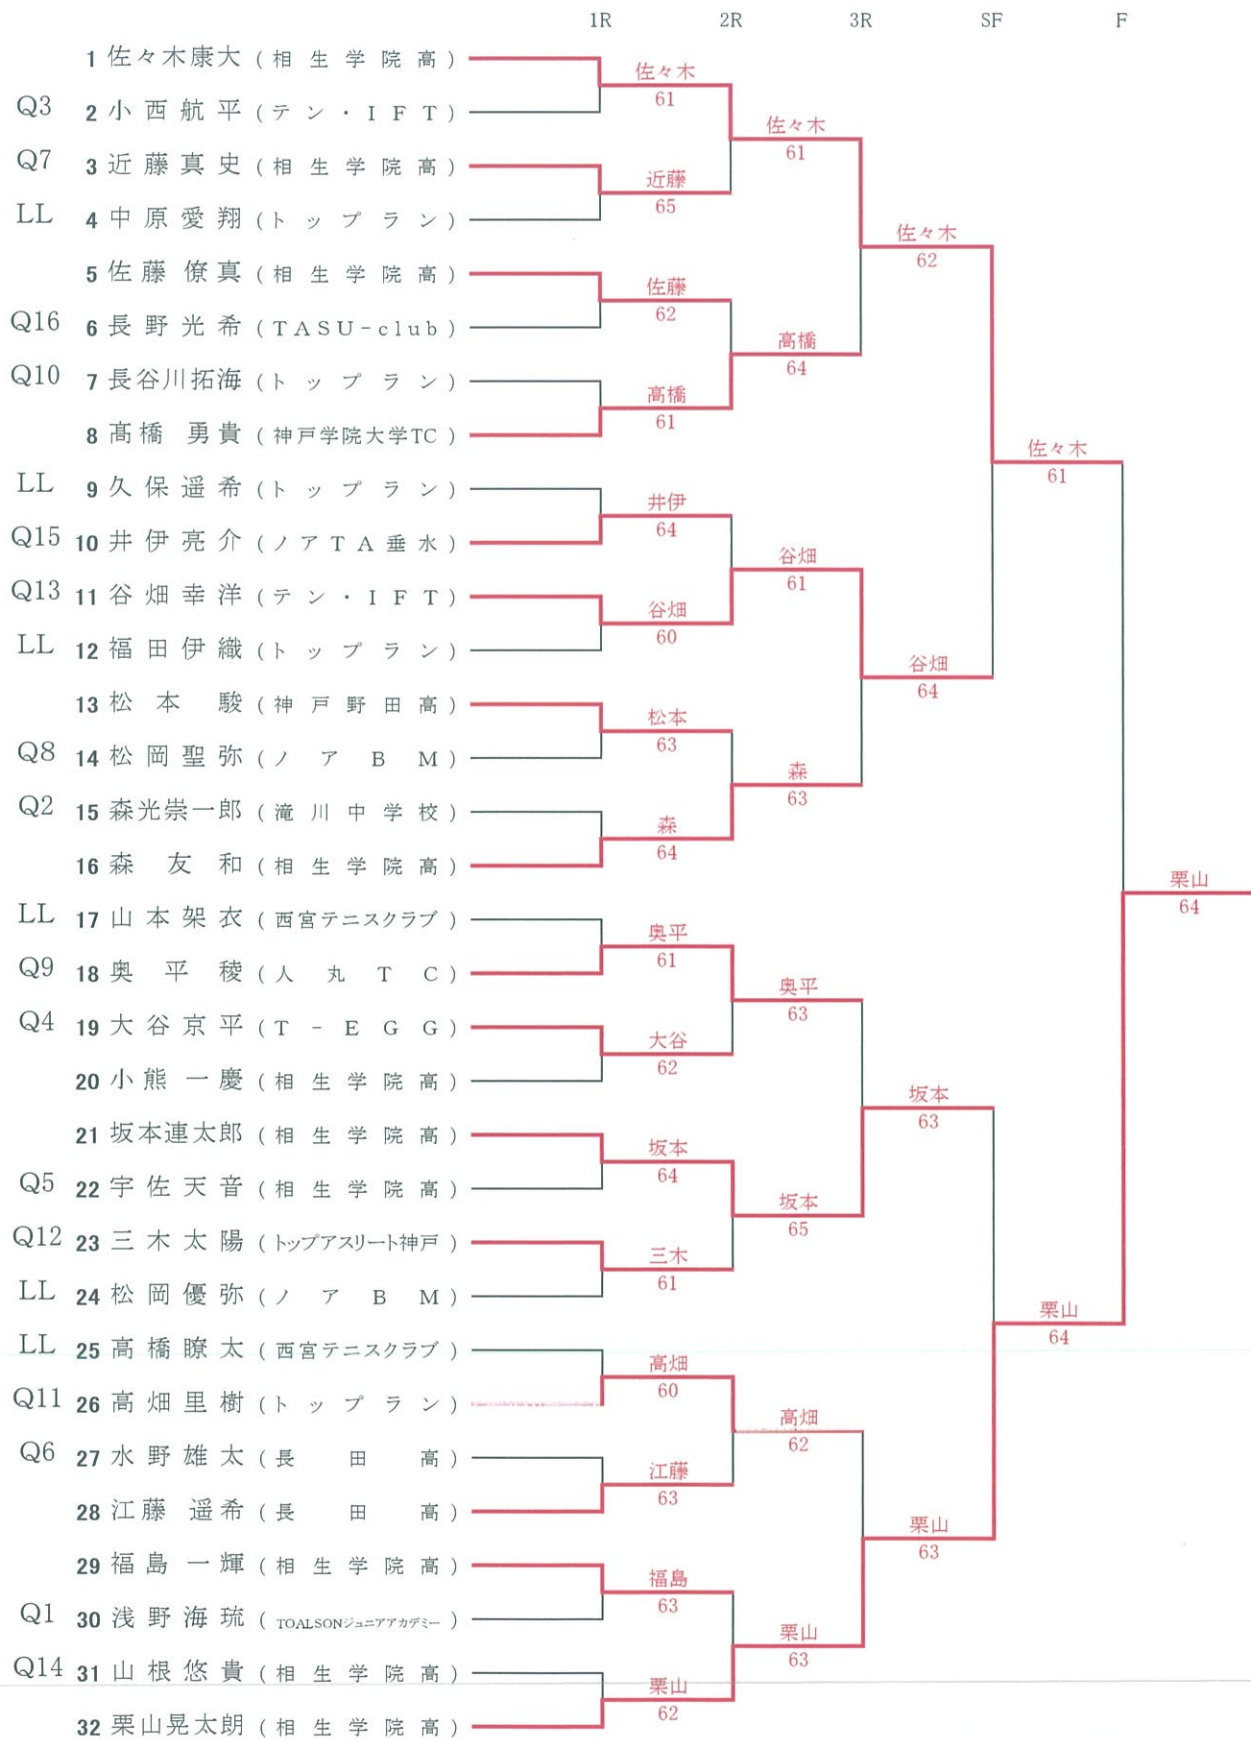 1R 2R 3R SF F
1 佐々木康大 (相生学院高)
Q3 2 小西航平 (テン・IFT)
Q7 3 近藤真史 (相生学院高)
LL 4 中原愛翔 (トップラン)
5 佐藤僚真 (相生学院高)
Q16 6 長野光希 (TASU-club)
Q10 7 長谷川拓海 (トップラン)
8 髙橋勇貴 (神戸学院大学TC)
LL 9 久保遥希 (トップラン)
Q15 10 井伊亮介 (ノアTA垂水)
Q13 11 谷畑幸洋 (テン・IFT)
LL 12 福田伊織 (トップラン)
13 松本駿 (神戸野田高)
Q8 14 松岡聖弥 (ノアBM)
Q2 15 森光崇一郎 (滝川中学校)
16 森友和 (相生学院高)
LL 17 山本架衣 (西宮テニスクラブ)
Q9 18 奥平稜 (人丸TC)
Q4 19 大谷京平 (T-EGG)
20 小熊一慶 (相生学院高)
21 坂本連太郎 (相生学院高)
Q5 22 宇佐天音 (相生学院高)
Q12 23 三木太陽 (トップアスリート神戸)
LL 24 松岡優弥 (ノアBM)
LL 25 高橋瞭太 (西宮テニスクラブ)
Q11 26 高畑里樹 (トップラン)
Q6 27 水野雄太 (長田高)
28 江藤遥希 (長田高)
29 福島一輝 (相生学院高)
Q1 30 浅野海琉 (TOALSONジュニアアカデミー)
Q14 31 山根悠貴 (相生学院高)
32 栗山晃太朗 (相生学院高)
佐々木
61
近藤
65
佐藤
62
高橋
61
井伊
64
谷畑
60
松本
63
森
64
奥平
61
大谷
62
坂本
64
三木
61
高畑
60
江藤
63
福島
63
栗山
62
佐々木
61
高橋
64
谷畑
61
森
63
奥平
63
坂本
65
高畑
62
栗山
63
佐々木
62
谷畑
64
坂本
63
栗山
63
佐々木
61
栗山
64
栗山
64